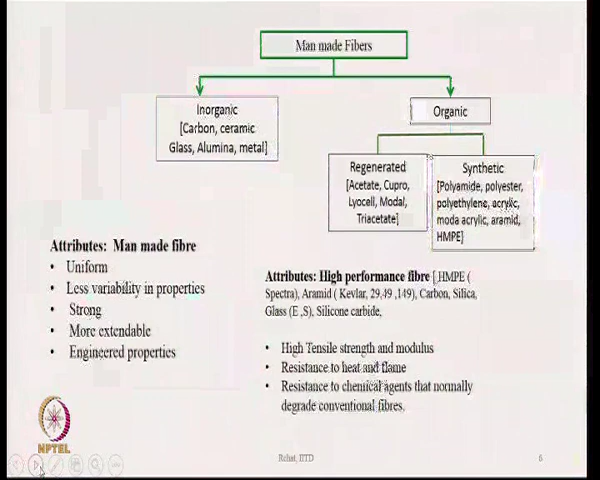 Man made Fibers
Inorganic
[Carbon, ceramic
Glass, Alumina, metal]
Organic
Regenerated
[Acetate, Cupro,
Lyocell, Modal,
Triacetate]
Synthetic
[Polyamide, polyester,
polyethylene, acrylic,
moda acrylic, aramid,
HMPE]
Attributes: Man made fibre
• Uniform
• Less variability in properties
• Strong
• More extendable
• Engineered properties
Attributes: High performance fibre [ HMPE (
Spectra), Aramid ( Kevlar, 29,49 ,149), Carbon, Silica,
Glass (E ,S), Silicone carbide,
• High Tensile strength and modulus
• Resistance to heat and flame
• Resistance to chemical agents that normally
degrade conventional fibres.
NPTEL
IITD
6